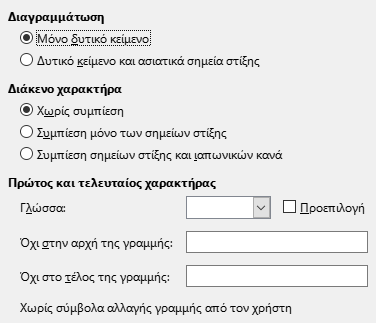 Διαγραμμάτωση
Μόνο δυτικό κείμενο
Δυτικό κείμενο και ασιατικά σημεία στίξης
Διάκενο χαρακτήρα
Χωρίς συμπίεση
Συμπίεση μόνο των σημείων στίξης
Συμπίεση σημείων στίξης και ιαπωνικών κανά
Πρώτος και τελευταίος χαρακτήρας
Γλώσσα: Προεπιλογή
Όχι στην αρχή της γραμμής:
Όχι στο τέλος της γραμμής:
Χωρίς σύμβολα αλλαγής γραμμής από τον χρήστη